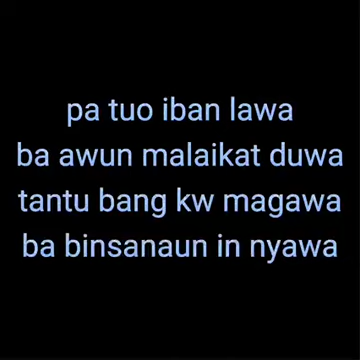 pa tuo iban lawa
ba awun malaikat duwa
tantu bang kw magawa
ba binsanaun in nyawa